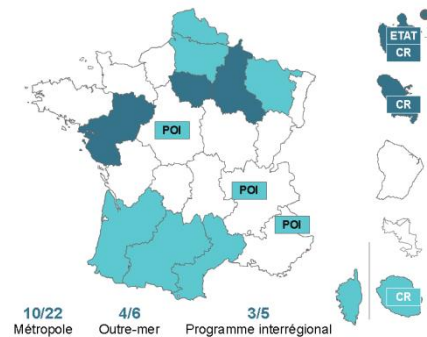 ETAT
CR
CR
POI
POI
POI
CR
10/22 4/6 3/5
Métropole Outre-mer Programme interrégional